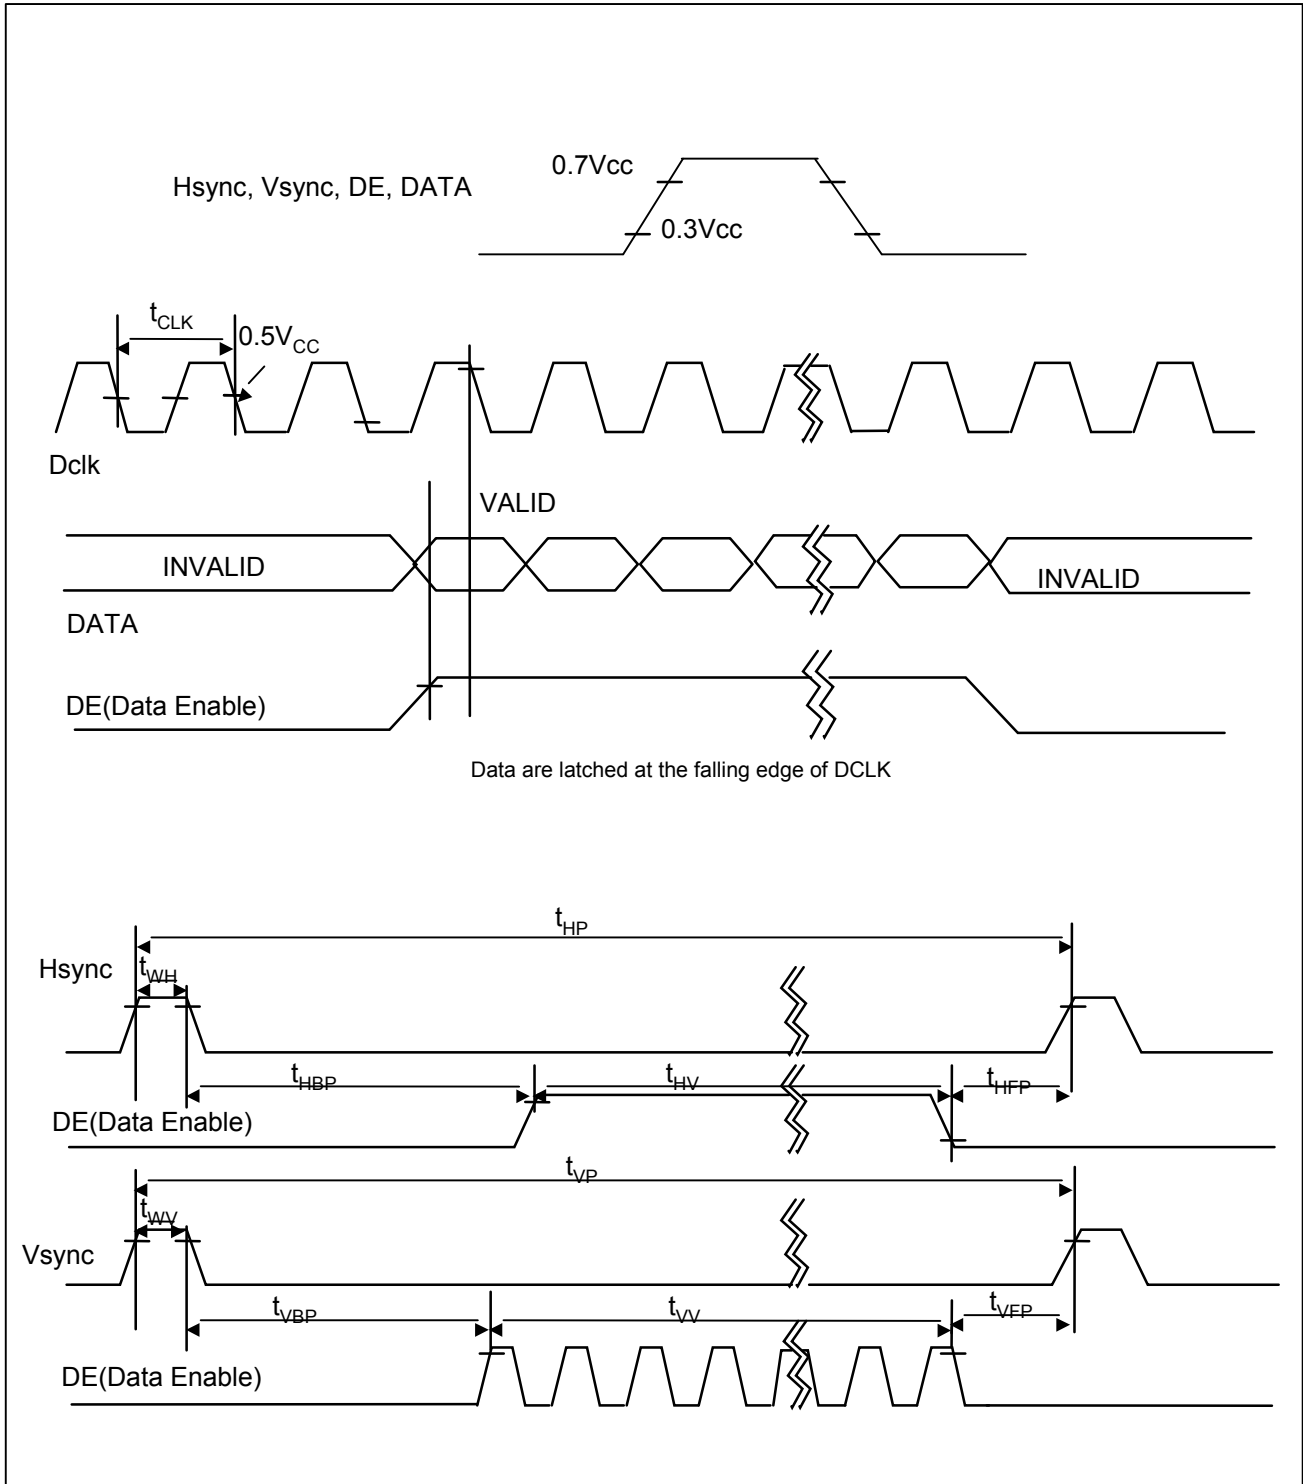 0.7Vcc
Hsync, Vsync, DE, DATA
0.3Vcc
tCLK
0.5VCC
Dclk
VALID
INVALID
INVALID
DATA
DE(Data Enable)
Data are latched at the falling edge of DCLK
tHP
Hsync
tWH
tHBP
tHV
tHFP
DE(Data Enable)
tVP
tWV
Vsync
tVBP
tVV
tVFP
DE(Data Enable)